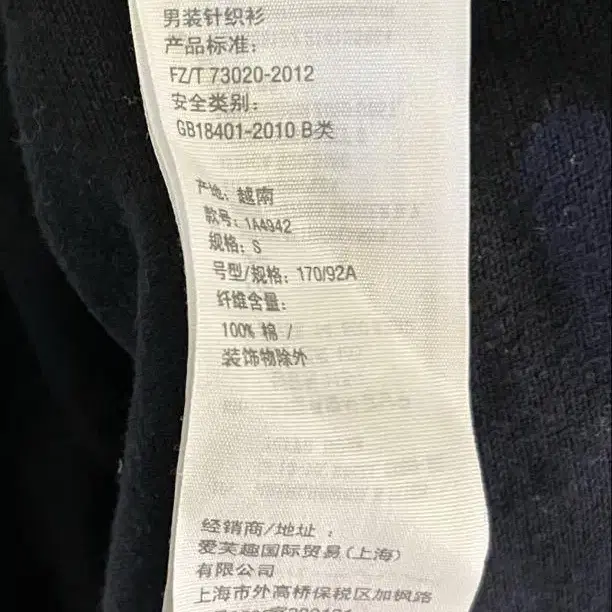 男装针织衫
产品标准:
FZ/T 73020-2012
安全类别:
GB18401-2010 B类
产地: 越南
款号: 1A4942
规格: S
号型/规格: 170/92A
纤维含量:
100% 棉 /
装饰物除外
经销商/地址:
爱芙趣国际贸易(上海)
有限公司
上海市外高桥保税区加枫路